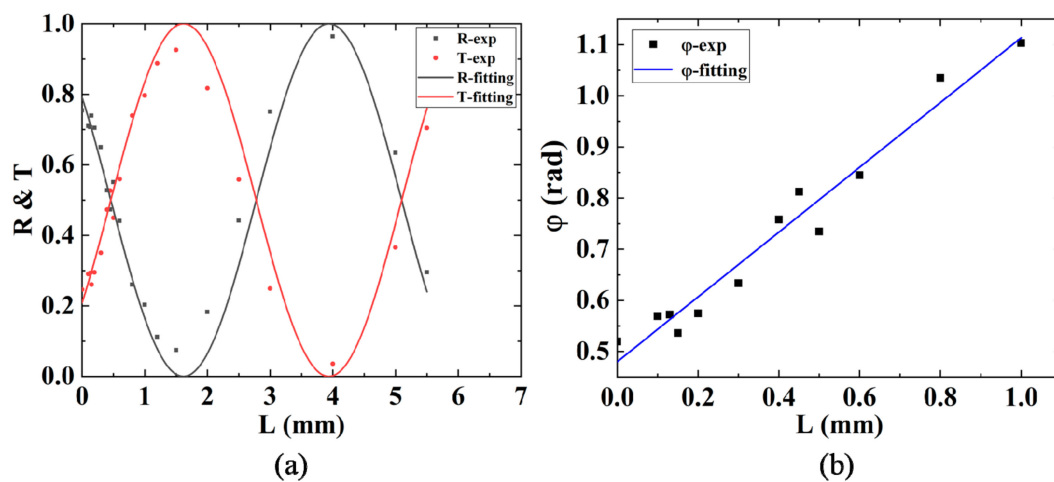 1.0
0.8
0.6
0.4
0.2
0.0
R & T
R-exp
T-exp
R-fitting
T-fitting
0 1 2 3 4 5 6 7
L (mm)
(a)
1.1
1.0
0.9
0.8
0.7
0.6
0.5
φ (rad)
φ-exp
φ-fitting
0.0 0.2 0.4 0.6 0.8 1.0
L (mm)
(b)